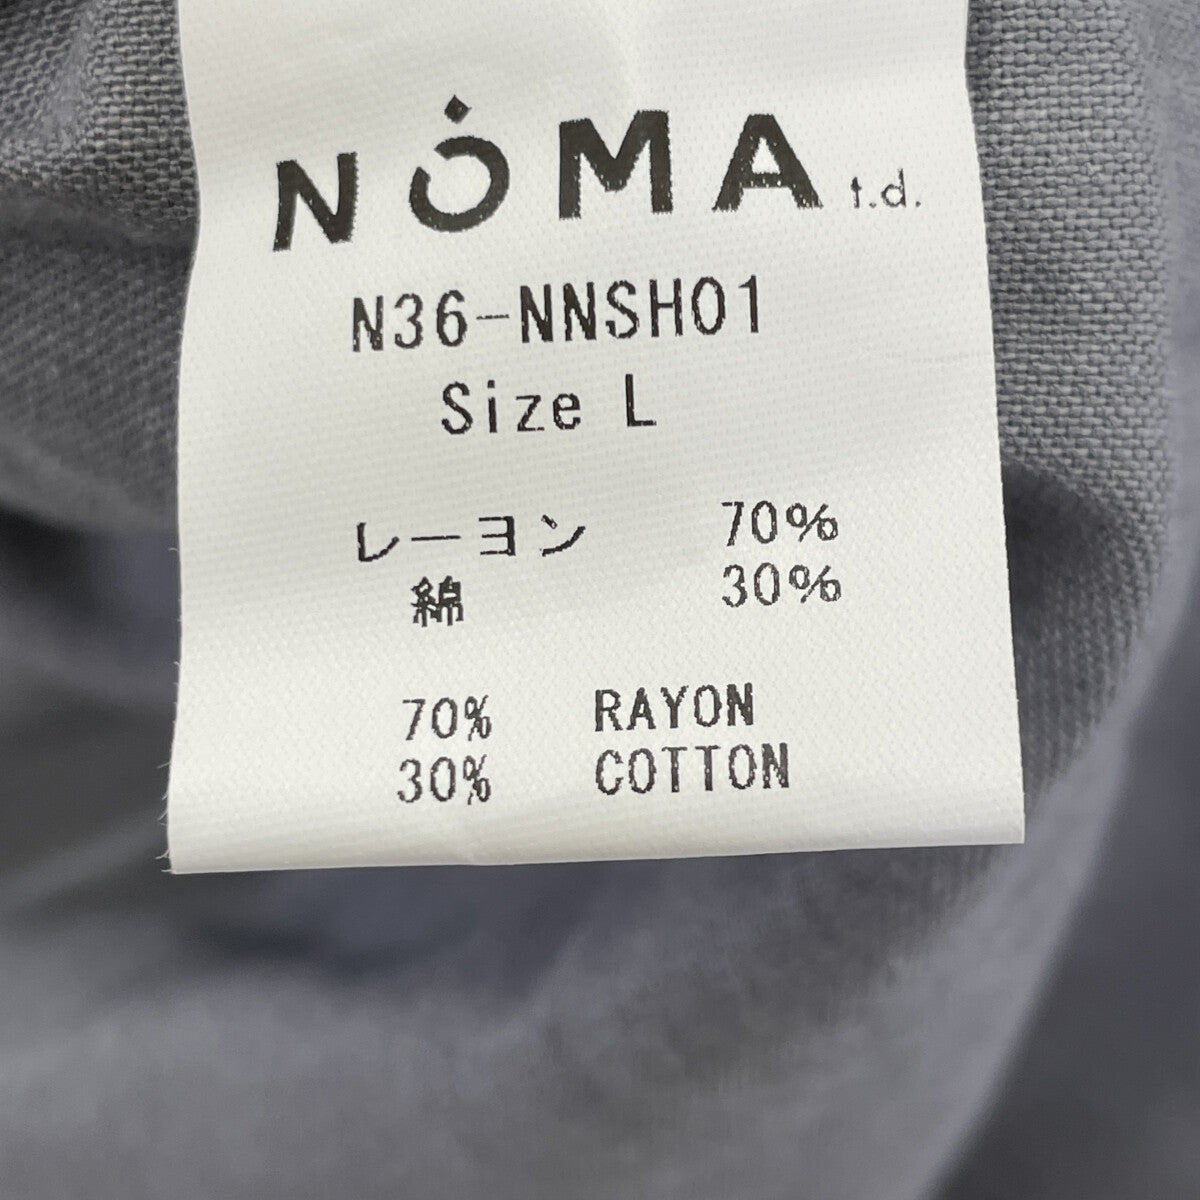 NOMA t.d.
N36-NNSH01
Size L
レーヨン 70%
綿 30%
70% RAYON
30% COTTON